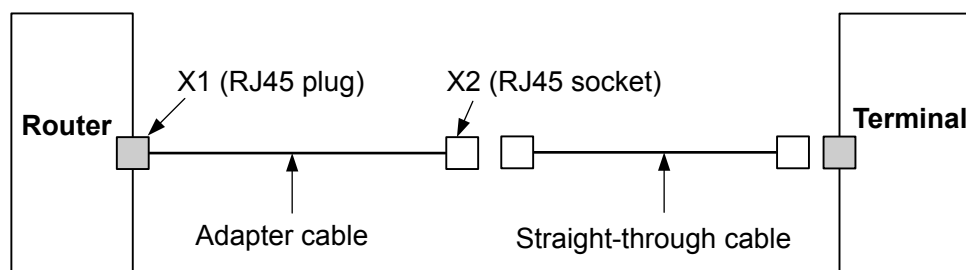 X1 (RJ45 plug)
X2 (RJ45 socket)
Router
Terminal
Adapter cable
Straight-through cable